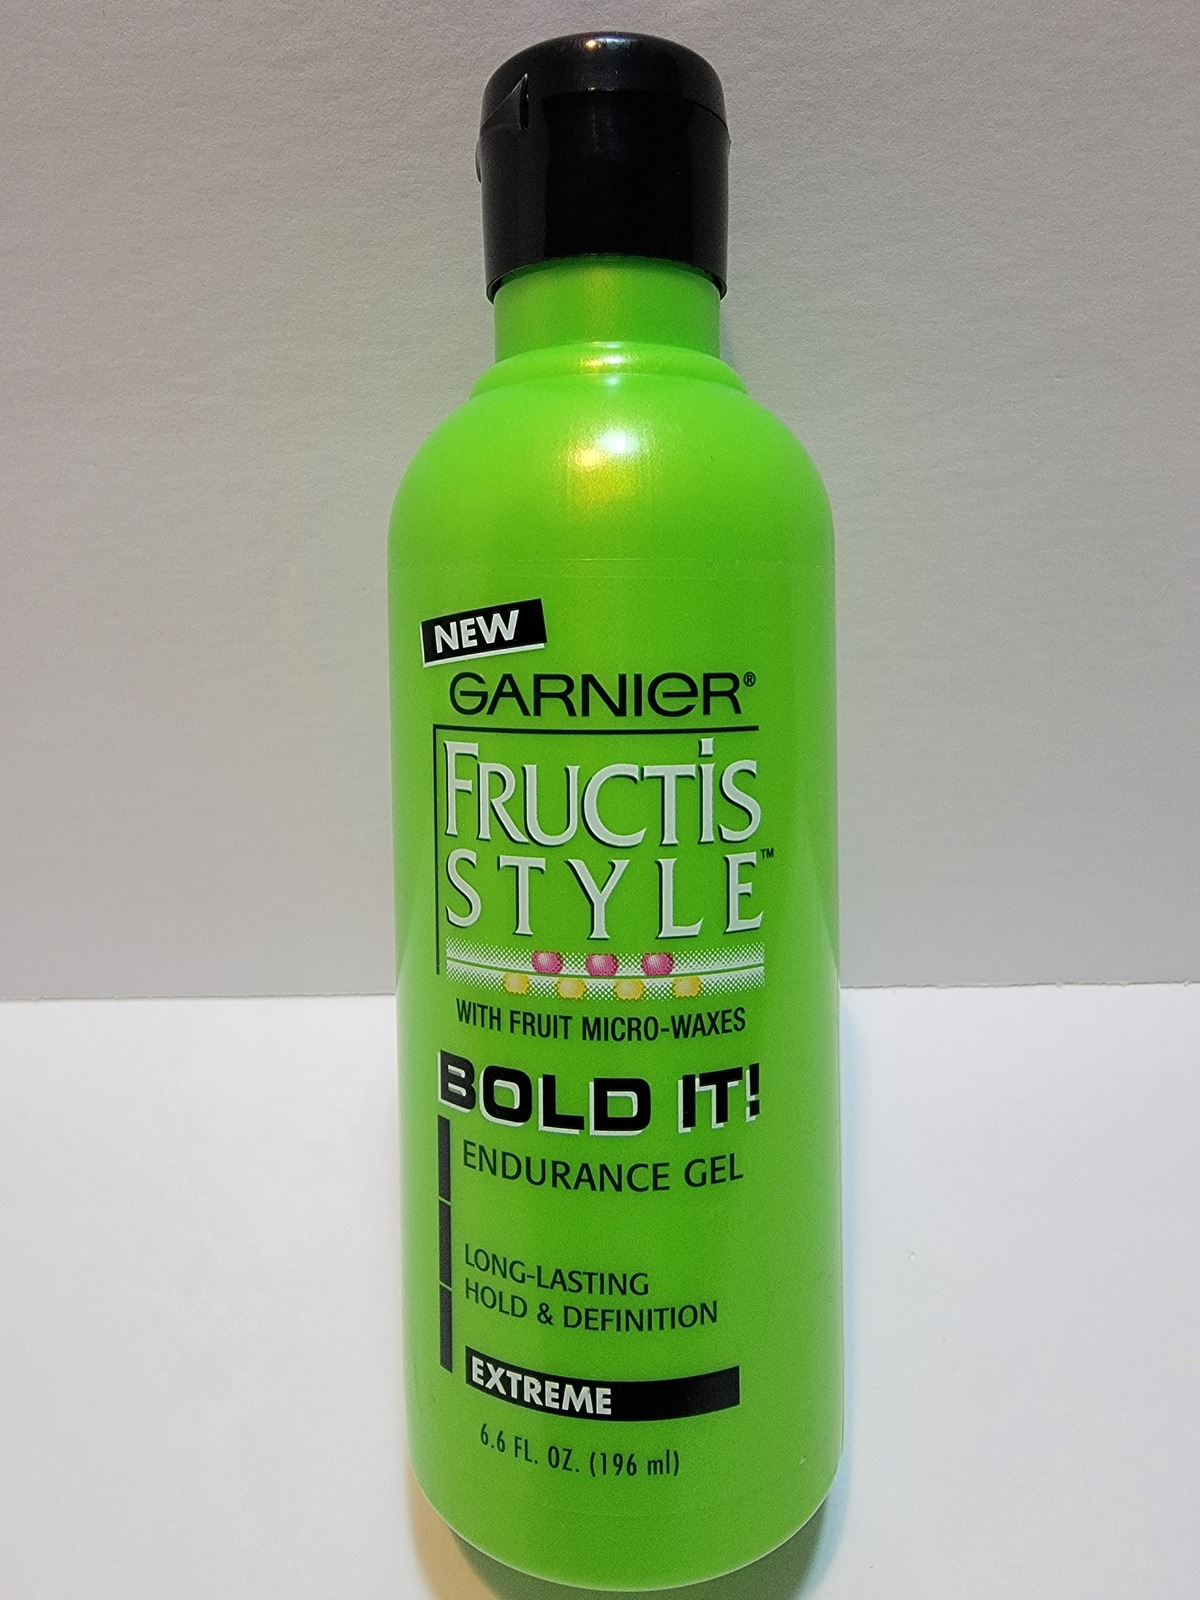 NEW
GARNIER®
FRUCTIS
STYLE™
WITH FRUIT MICRO-WAXES
BOLD IT!
ENDURANCE GEL
LONG-LASTING
HOLD & DEFINITION
EXTREME
6.6 FL. OZ. (196 ml)